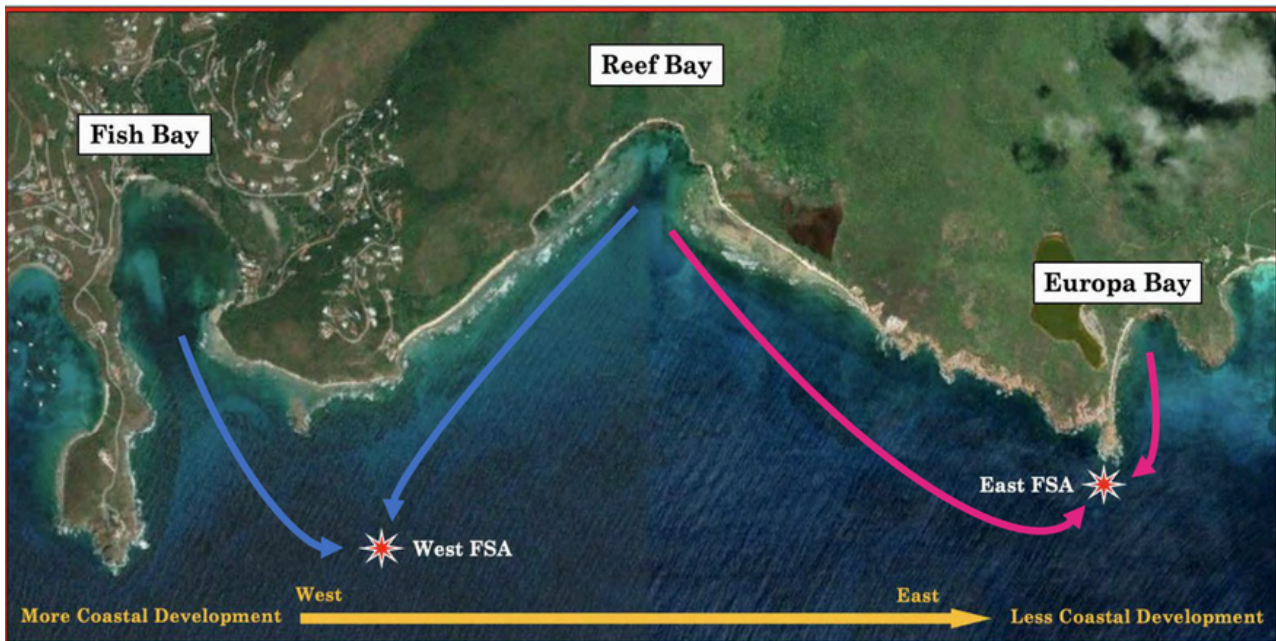 Reef Bay
Fish Bay
Europa Bay
East FSA
West FSA
West
East
More Coastal Development
Less Coastal Development